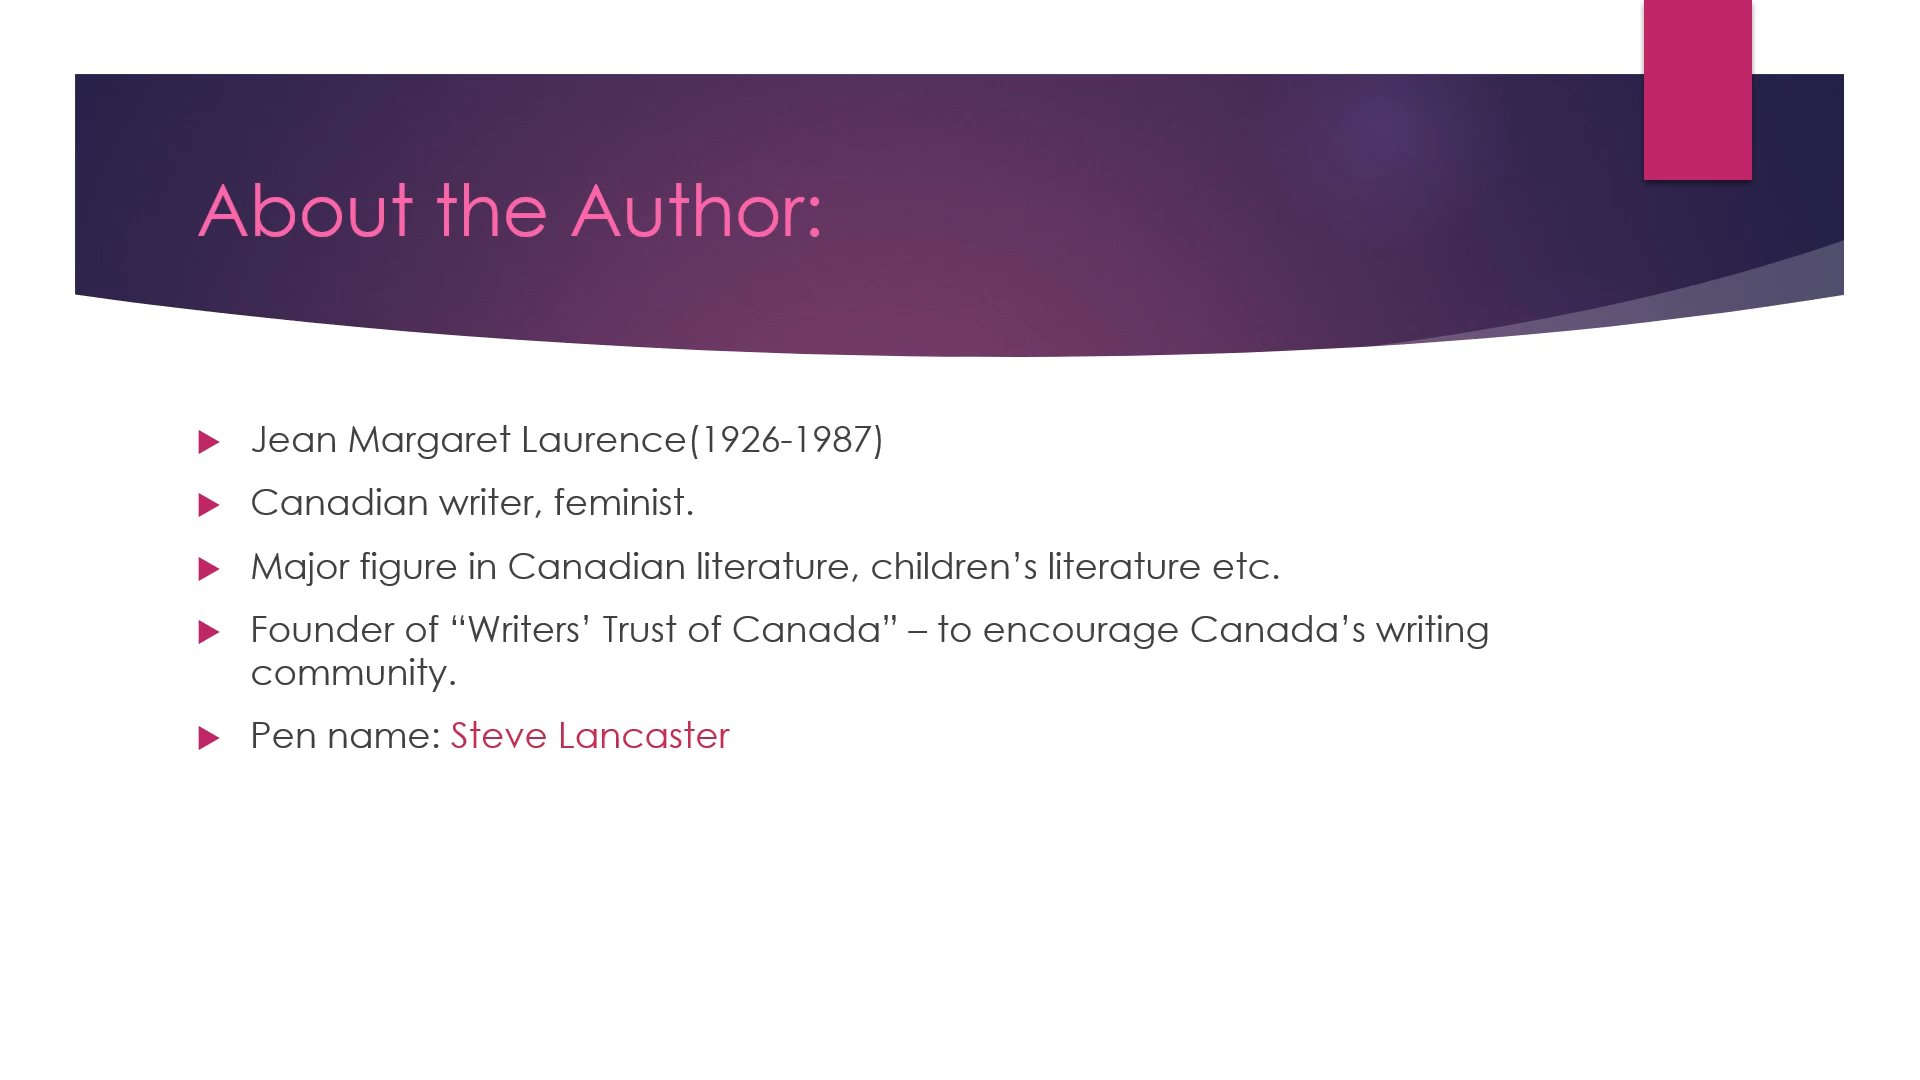 About the Author:
Jean Margaret Laurence(1926-1987)
Canadian writer, feminist.
Major figure in Canadian literature, children’s literature etc.
Founder of “Writers’ Trust of Canada” – to encourage Canada’s writing
community.
Pen name: Steve Lancaster